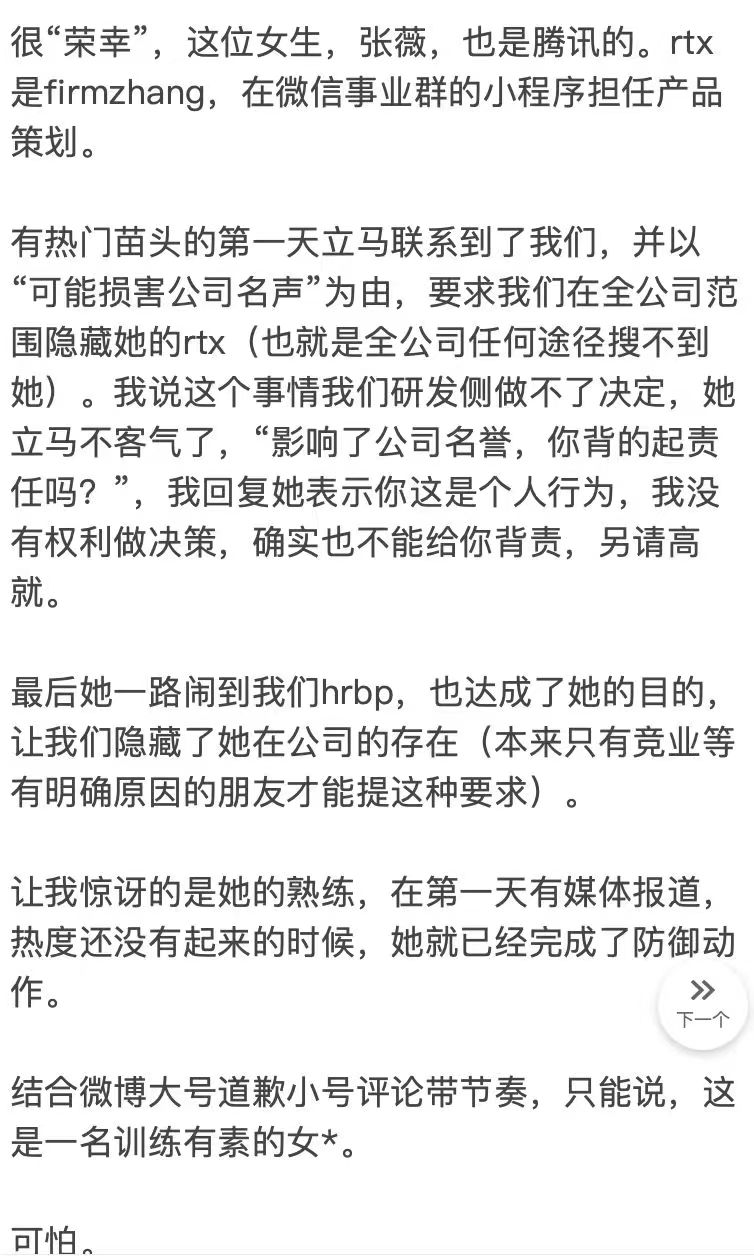 很“荣幸”，这位女生，张薇，也是腾讯的。rtx
是firmzhang，在微信事业群的小程序担任产品
策划。
有热门苗头的第一天立马联系到了我们，并以
“可能损害公司名声”为由，要求我们在全公司范
围隐藏她的rtx（也就是全公司任何途径搜不到
她）。我说这个事情我们研发侧做不了决定，她
立马不客气了，“影响了公司名誉，你背的起责
任吗？”，我回复她表示你这是个人行为，我没
有权利做决策，确实也不能给你背责，另请高
就。
最后她一路闹到我们hrbp，也达成了她的目的，
让我们隐藏了她在公司的存在（本来只有竞业等
有明确原因的朋友才能提这种要求）。
让我惊讶的是她的熟练，在第一天有媒体报道，
热度还没有起来的时候，她就已经完成了防御动
作。
下一个
结合微博大号道歉小号评论带节奏，只能说，这
是一名训练有素的女*。
可怕。